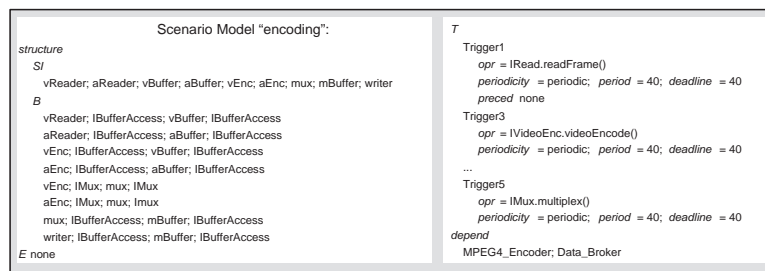 Scenario Model “encoding”:
structure
SI
vReader; aReader; vBuffer; aBuffer; vEnc; aEnc; mux; mBuffer; writer
B
vReader; IBufferAccess; vBuffer; IBufferAccess
aReader; IBufferAccess; aBuffer; IBufferAccess
vEnc; IBufferAccess; vBuffer; IBufferAccess
aEnc; IBufferAccess; aBuffer; IBufferAccess
vEnc; IMux; mux; IMux
aEnc; IMux; mux; Imux
mux; IBufferAccess; mBuffer; IBufferAccess
writer; IBufferAccess; mBuffer; IBufferAccess
E none
T
Trigger1
opr = IRead.readFrame()
periodicity = periodic; period = 40; deadline = 40
preced none
Trigger3
opr = IVideoEnc.videoEncode()
periodicity = periodic; period = 40; deadline = 40
...
Trigger5
opr = IMux.multiplex()
periodicity = periodic; period = 40; deadline = 40
depend
MPEG4_Encoder; Data_Broker